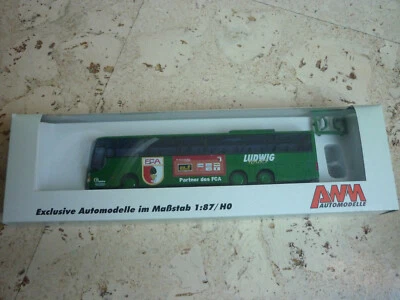 FCA
LUDWIG
Partner des FCA
Exclusive Automodelle im Maßstab 1:87/H0
AWM
AUTOMODELLE